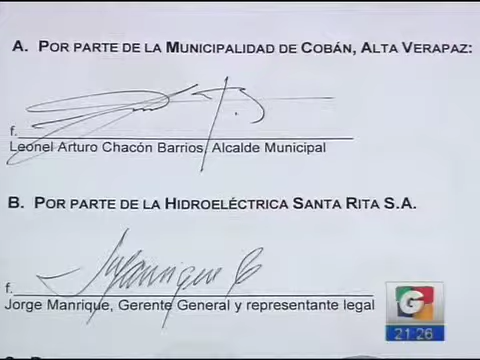 A. POR PARTE DE LA MUNICIPALIDAD DE COBÁN, ALTA VERAPAZ:
f.
Leonel Arturo Chacón Barrios, Alcalde Municipal
B. POR PARTE DE LA HIDROELÉCTRICA SANTA RITA S.A.
f.
Jorge Manrique, Gerente General y representante legal
G
21:26